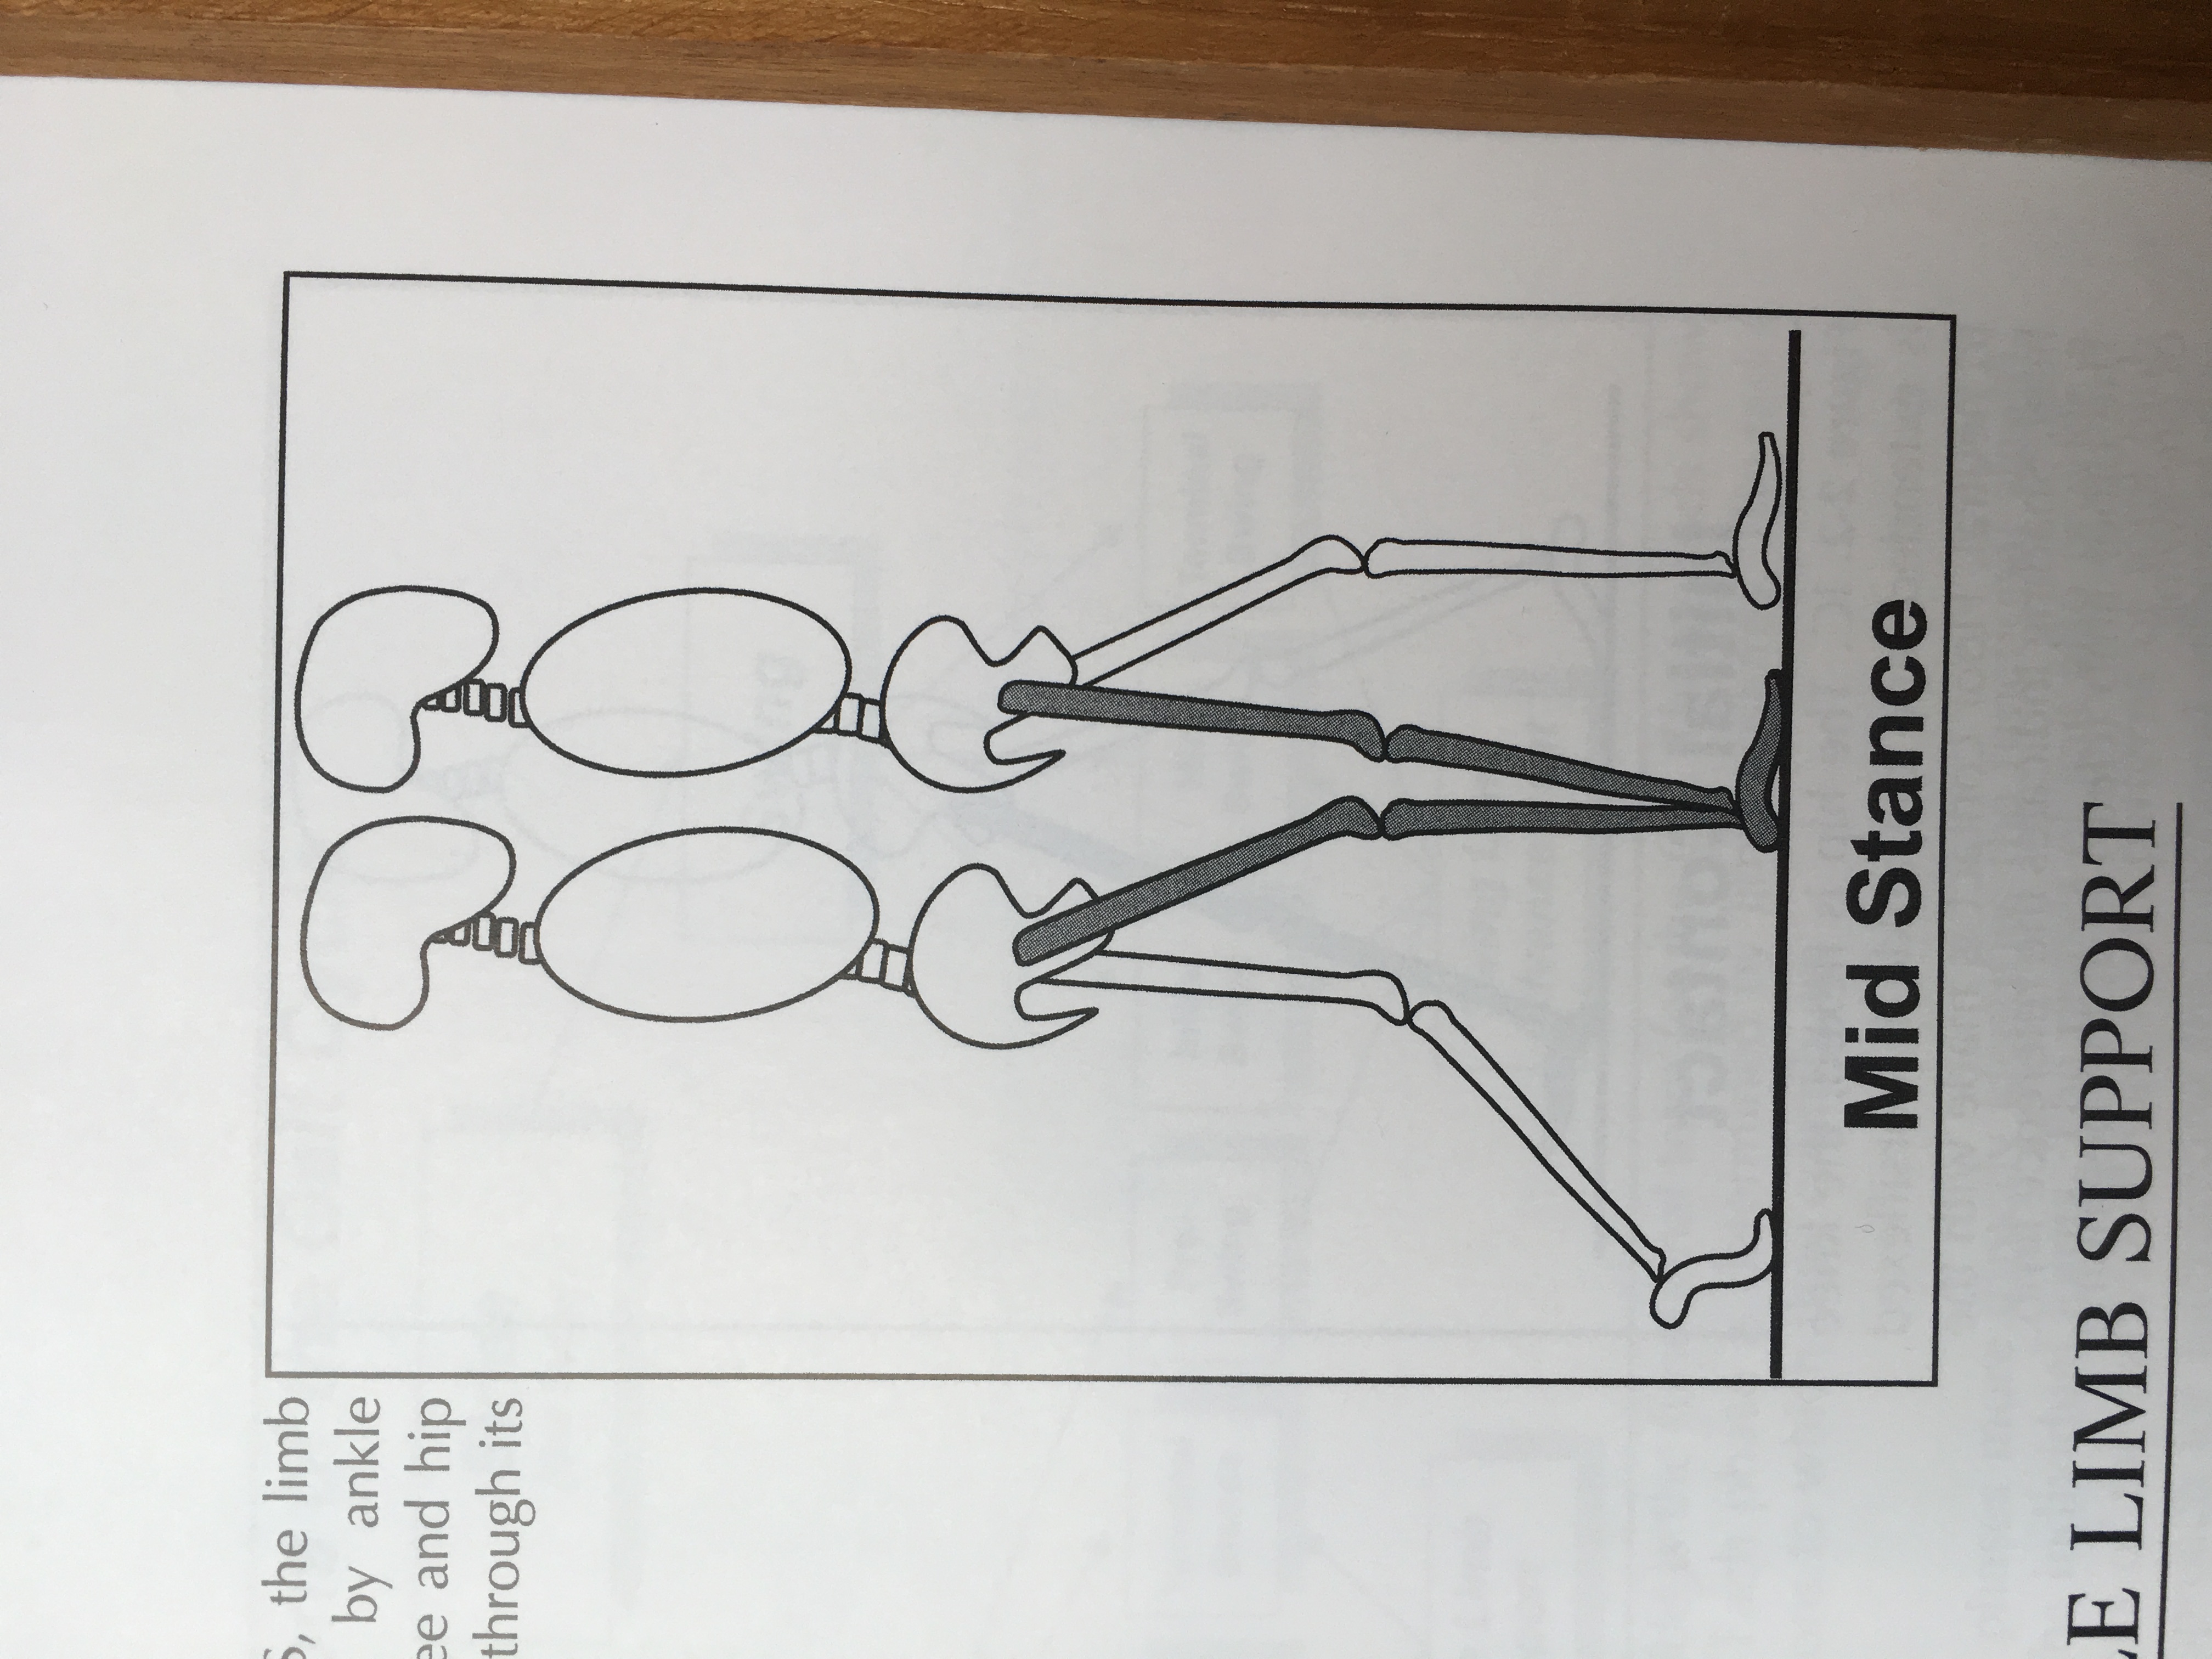 S, the limb
by ankle
ee and hip
through its
Mid Stance
LE LIMB SUPPORT